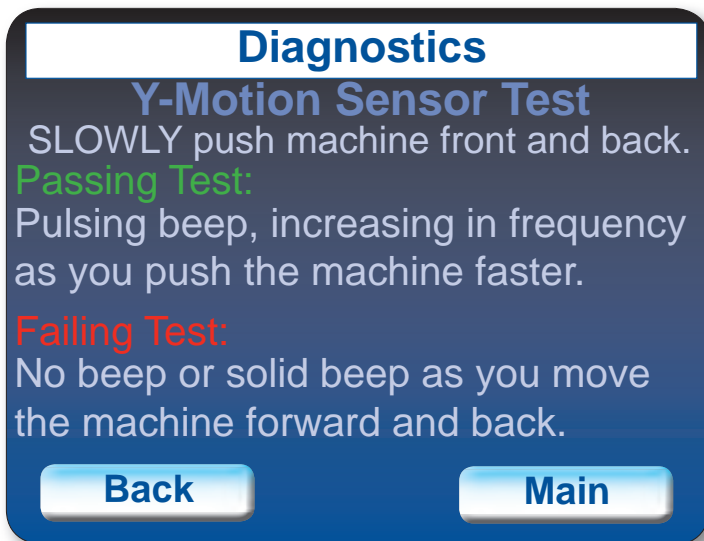 Diagnostics
Y-Motion Sensor Test
SLOWLY push machine front and back.
Passing Test:
Pulsing beep, increasing in frequency
as you push the machine faster.
Failing Test:
No beep or solid beep as you move
the machine forward and back.
Back
Main